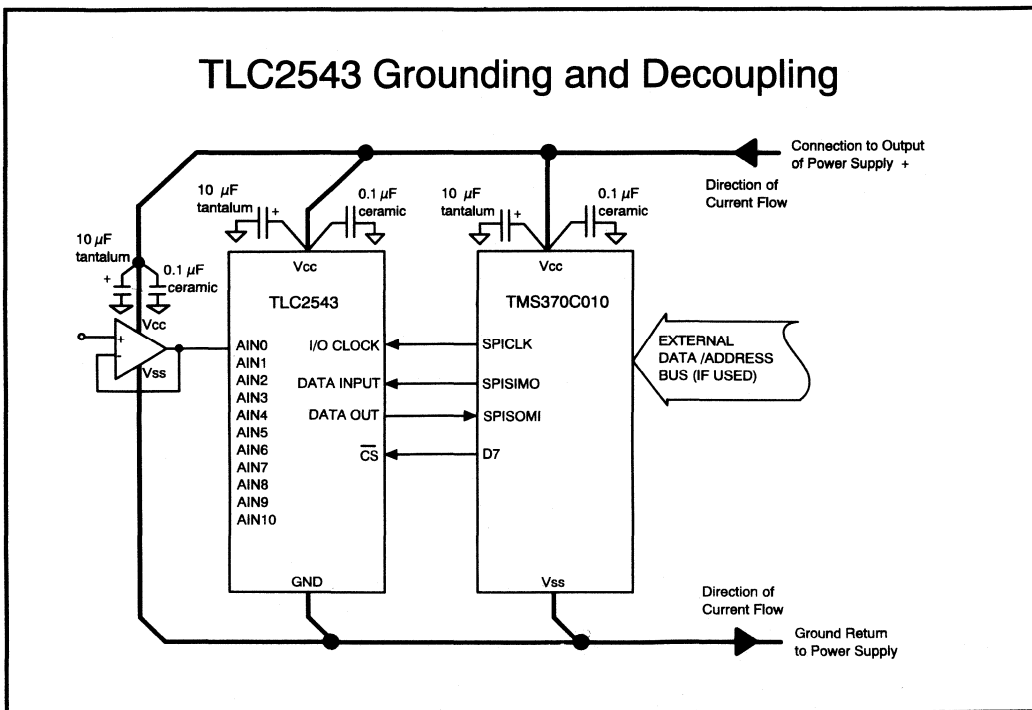 TLC2543 Grounding and Decoupling
Connection to Output
of Power Supply +
Direction of
Current Flow
10 µF
tantalum
+
0.1 µF
ceramic
10 µF
tantalum
+
0.1 µF
ceramic
10 µF
tantalum
+
0.1 µF
ceramic
Vcc
Vss
+
-
Vcc
TLC2543
AIN0
AIN1
AIN2
AIN3
AIN4
AIN5
AIN6
AIN7
AIN8
AIN9
AIN10
I/O CLOCK
DATA INPUT
DATA OUT
CS
GND
Vcc
TMS370C010
SPICLK
SPISIMO
SPISOMI
D7
Vss
EXTERNAL
DATA /ADDRESS
BUS (IF USED)
Direction of
Current Flow
Ground Return
to Power Supply